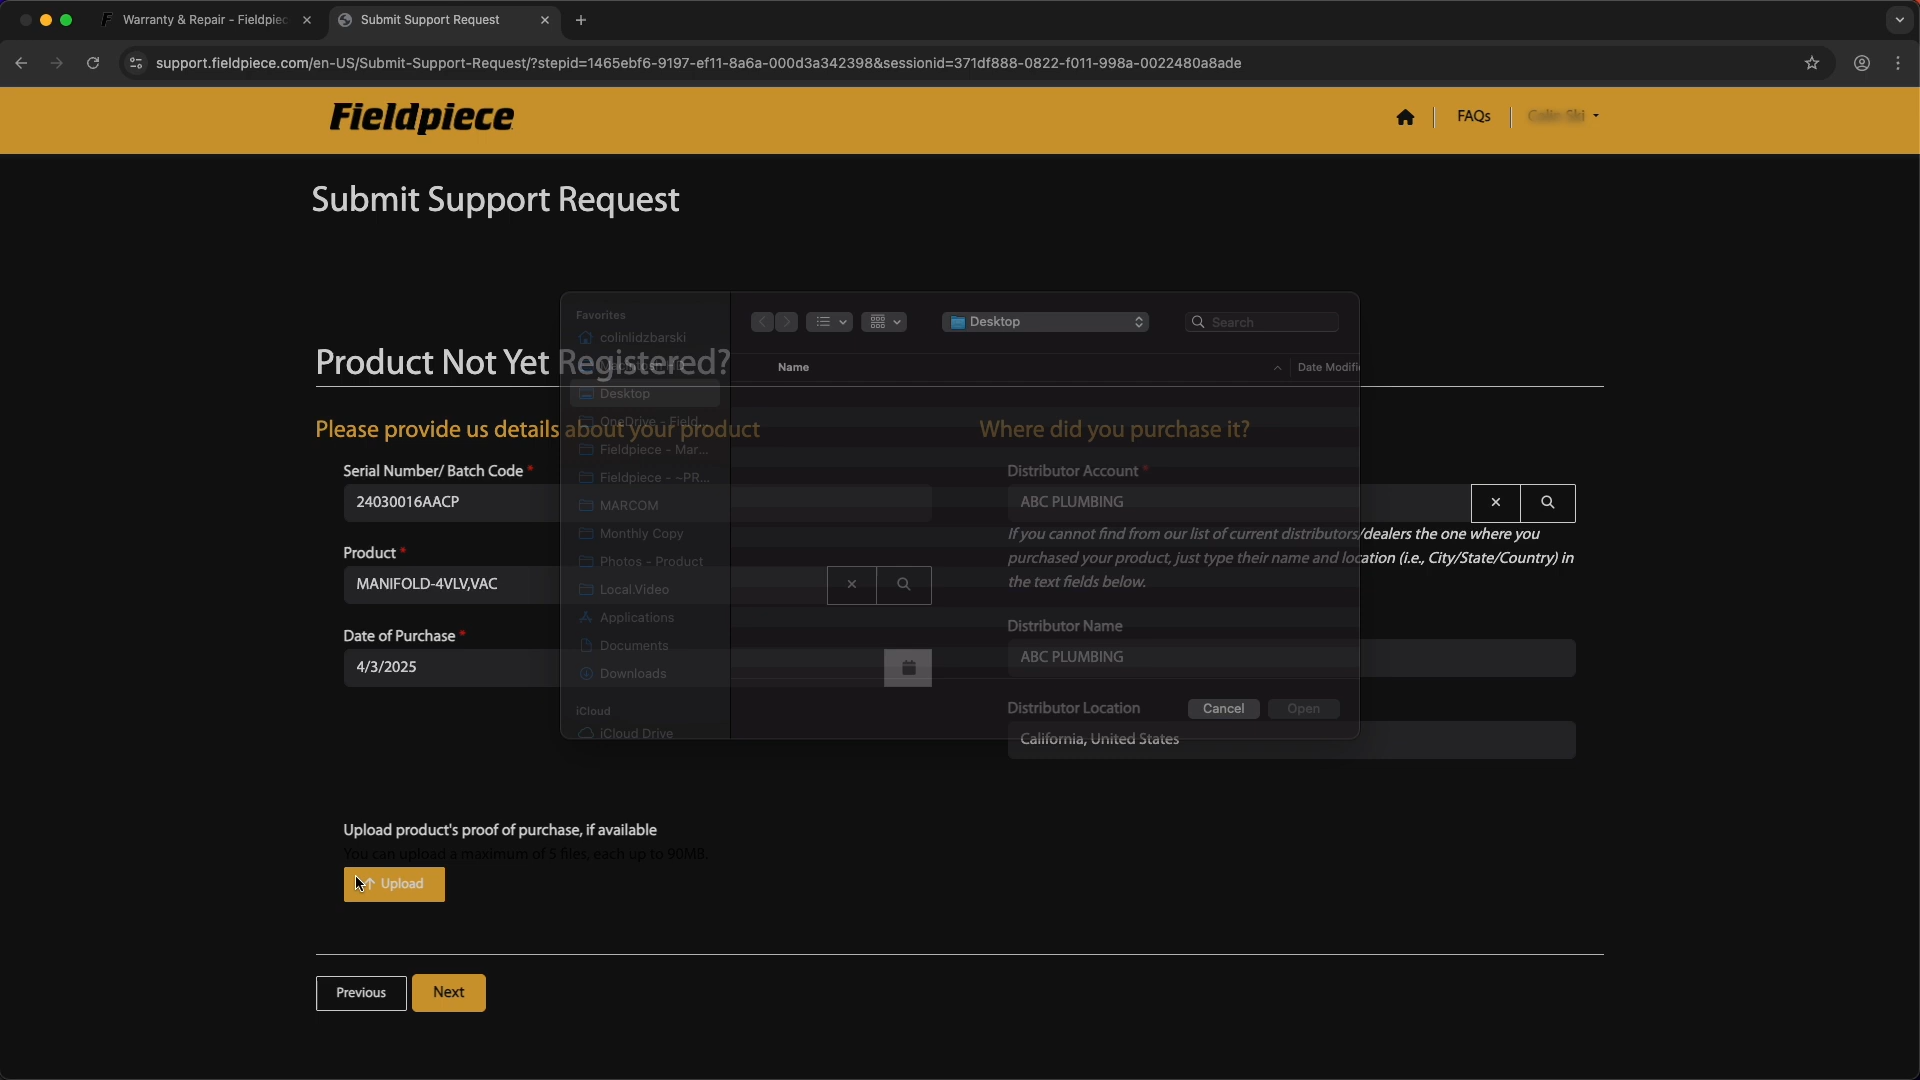 Warranty & Repair - Fieldpiec
Submit Support Request
support.fieldpiece.com/en-US/Submit-Support-Request/?stepid=1465ebf6-9197-ef11-8a6a-000d3a342398&sessionid=371df888-0822-f011-998a-0022480a8ade
Fieldpiece
FAQs
Colin Ski
Submit Support Request
Product Not Yet Registered?
Please provide us details about your product
Serial Number/ Batch Code *
24030016AACP
Product *
MANIFOLD-4VLV,VAC
Date of Purchase *
4/3/2025
Where did you purchase it?
Distributor Account *
ABC PLUMBING
If you cannot find from our list of current distributors/dealers the one where you
purchased your product, just type their name and location (i.e., City/State/Country) in
the text fields below.
Distributor Name
ABC PLUMBING
Distributor Location
California, United States
Favorites
colinlidzbarski
Macintosh HD
Desktop
OneDrive - Field...
Fieldpiece - Mar...
Fieldpiece - ~PR...
MARCOM
Monthly Copy
Photos - Product
Local.Video
Applications
Documents
Downloads
iCloud
iCloud Drive
Desktop
Search
Name
Date Modifi
Cancel
Open
Upload product's proof of purchase, if available
You can upload a maximum of 5 files, each up to 90MB.
Upload
Previous
Next